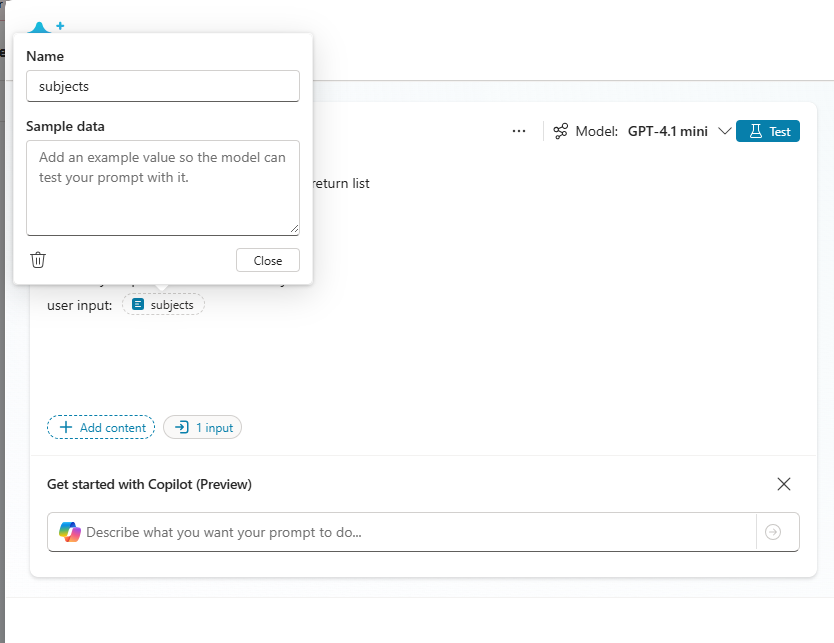 Name
subjects
Sample data
Add an example value so the model can
test your prompt with it.
Close
Model: GPT-4.1 mini
Test
return list
user input: subjects
Add content
1 input
Get started with Copilot (Preview)
Describe what you want your prompt to do...